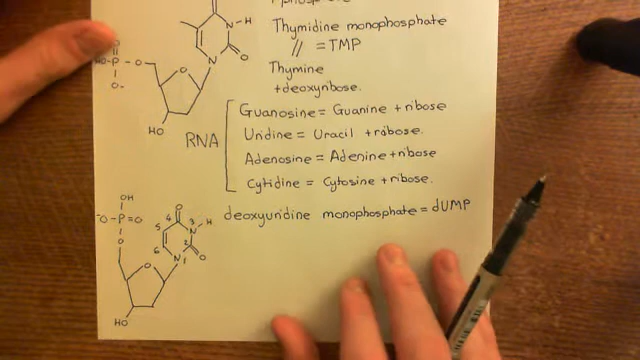 Thymidine monophosphate
// = TMP
Thymine
+deoxyribose.
N-H
N
O
HO-P-O
O
O-
HO
RNA
Guanosine = Guanine + ribose
Uridine = Uracil + ribose.
Adenosine = Adenine + ribose
Cytidine = Cytosine + ribose.
deoxyuridine monophosphate = dUMP
OH
-O-P=O
O
O
4
5
3
N
H
6
2
N
1
O
O
HO